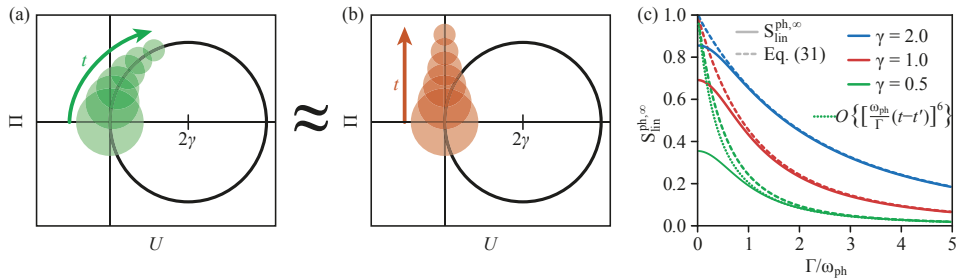 (a)
t
Π
2γ
U
≈
(b)
t
Π
2γ
U
(c)
1.0
0.8
0.6
0.4
0.2
0.0
S_lin^ph,∞
S_lin^ph,∞
Eq. (31)
γ = 2.0
γ = 1.0
γ = 0.5
O{[ω_ph/Γ (t−t′)]^6}
0 1 2 3 4 5
Γ/ω_ph